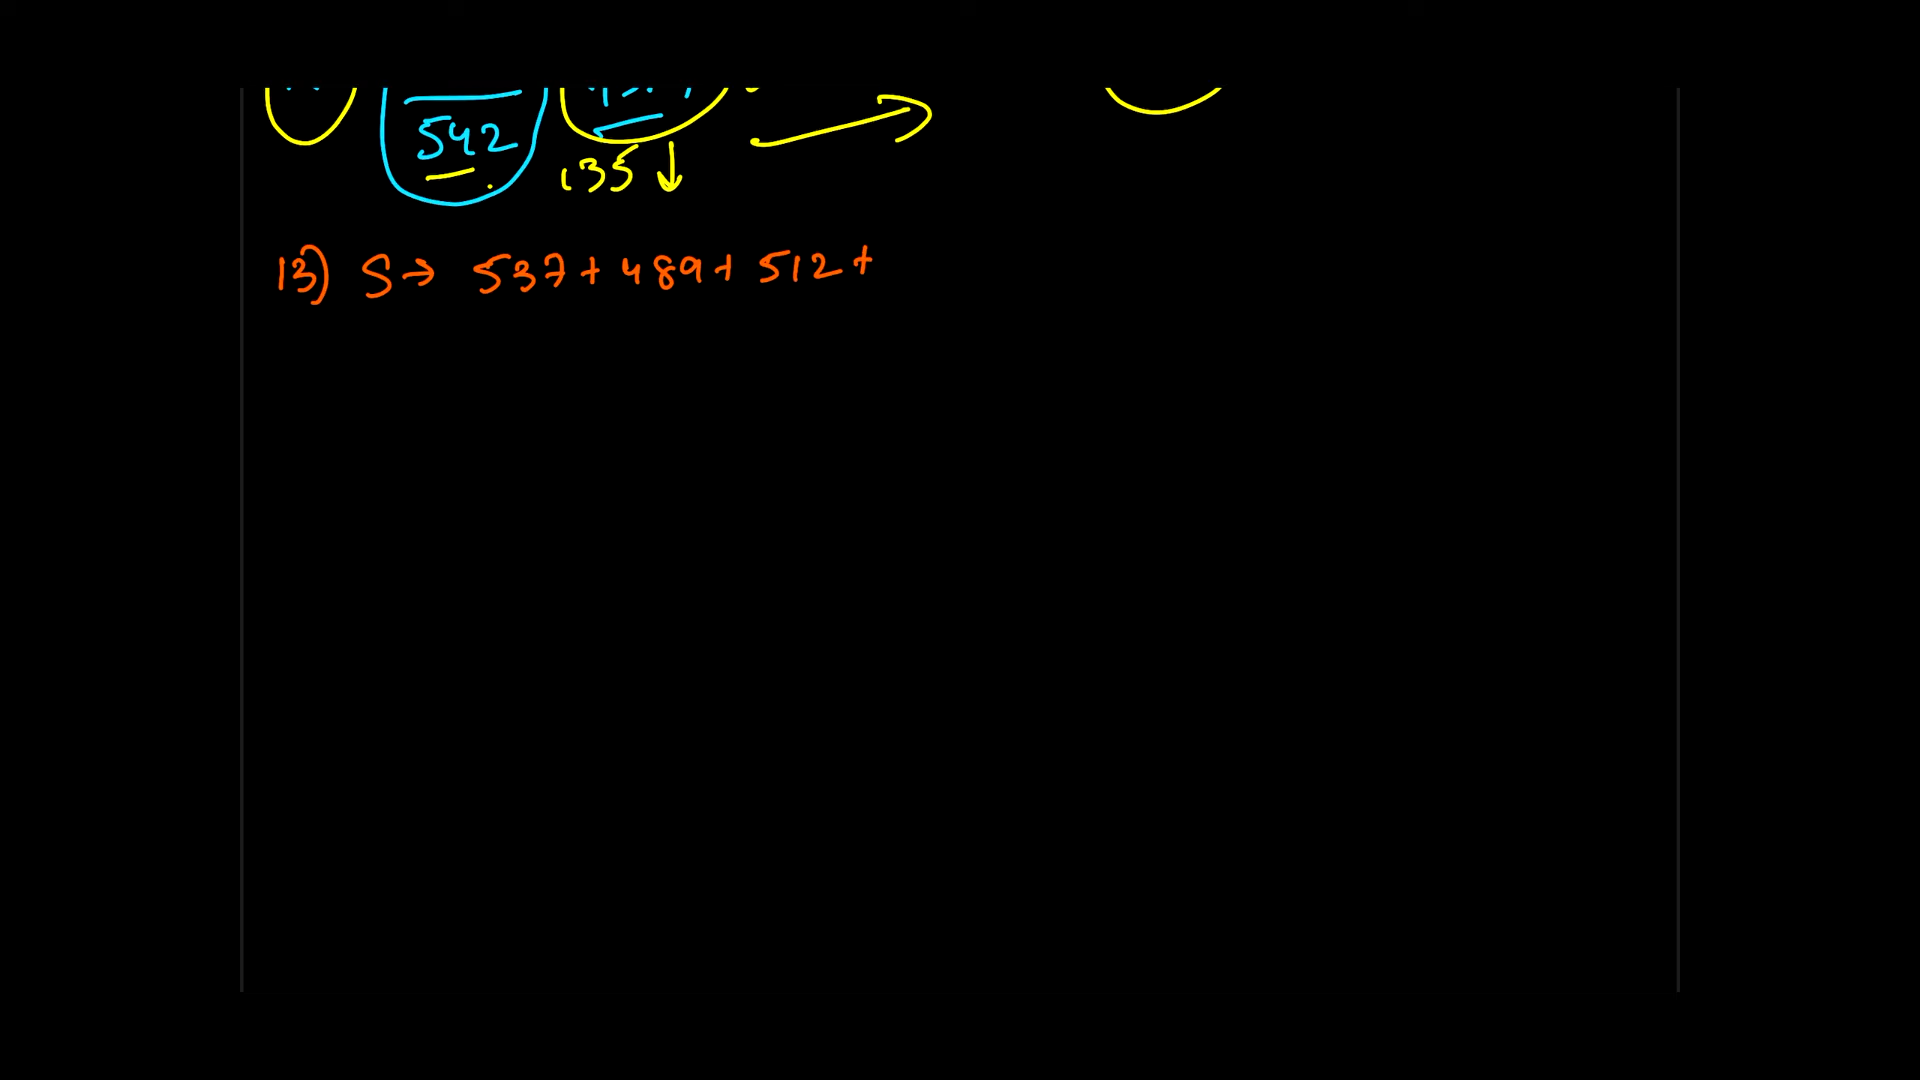 542
135 ↓
13) S→ 537 + 489 + 512 +